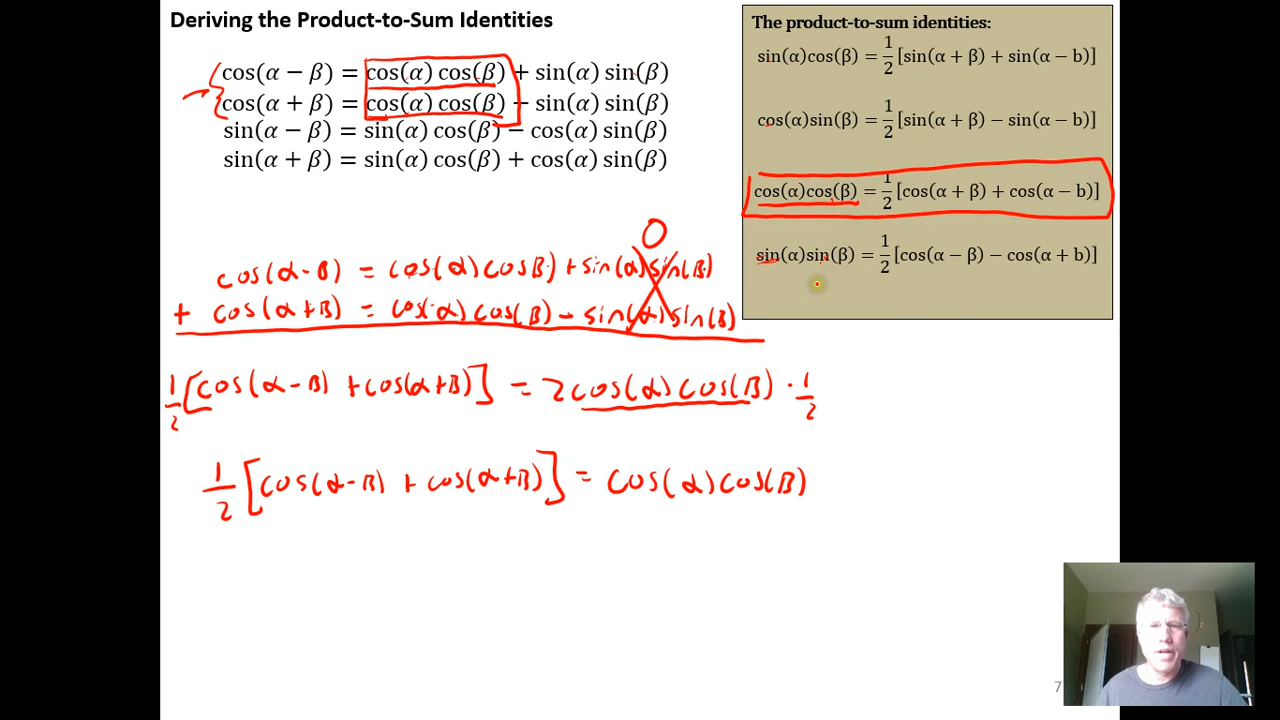 Deriving the Product-to-Sum Identities
cos(α − β) = cos(α) cos(β) + sin(α) sin(β)
cos(α + β) = cos(α) cos(β) − sin(α) sin(β)
sin(α − β) = sin(α) cos(β) − cos(α) sin(β)
sin(α + β) = sin(α) cos(β) + cos(α) sin(β)
The product-to-sum identities:
sin(α)cos(β) = 1/2 [sin(α + β) + sin(α − b)]
cos(α)sin(β) = 1/2 [sin(α + β) − sin(α − b)]
cos(α)cos(β) = 1/2 [cos(α + β) + cos(α − b)]
sin(α)sin(β) = 1/2 [cos(α − β) − cos(α + b)]
0
cos(α-β) = cos(α)cos(β) + sin(α)sin(β)
+ cos(α+β) = cos(α)cos(β) − sin(α)sin(β)
1/2 [cos(α-β) + cos(α+β)] = 2cos(α)cos(β) · 1/2
1/2 [cos(α-β) + cos(α+β)] = cos(α)cos(β)
7